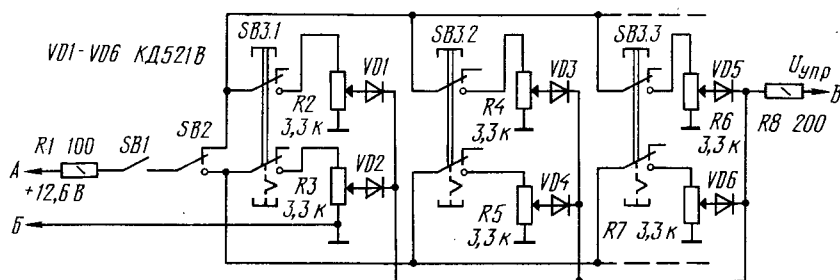 VD1-VD6 КД521В
SB3.1
SB3.2
SB3.3
Uупр
В
VD1
VD3
VD5
R2
3,3 к
R4
3,3 к
R6
3,3 к
R8 200
R1 100
SB1
SB2
А
+12,6 В
Б
R3
3,3 к
VD2
R5
3,3 к
VD4
R7 3,3 к
VD6